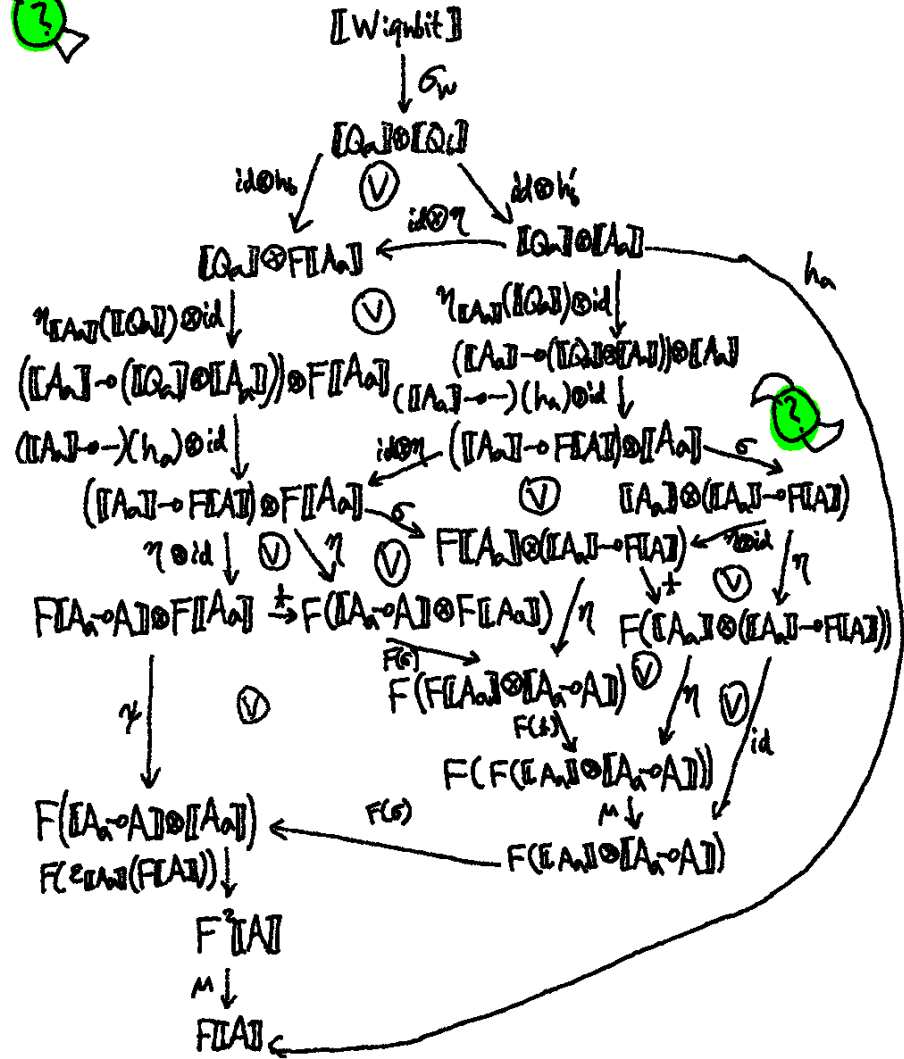 ?
⟦Wiqnbit⟧
σ_W
⟦Q_a⟧⊗⟦Q_b⟧
id⊗h_b Ⓥ id⊗h'_b
id⊗η
⟦Q_a⟧⊗F⟦A_a⟧ ⟦Q_a⟧⊗⟦A_a⟧ h_a
η_⟦A_a⟧(⟦Q_a⟧)⊗id Ⓥ η_⟦A_a⟧(⟦Q_a⟧)⊗id
(⟦A_a⟧⊸(⟦Q_a⟧⊗⟦A_a⟧))⊗F⟦A_a⟧ (⟦A_a⟧⊸(⟦Q_a⟧⊗⟦A_a⟧))⊗⟦A_a⟧
(⟦A_a⟧⊸-)(h_a)⊗id (⟦A_a⟧⊸-)(h_a)⊗id ?
id⊗η (⟦A_a⟧⊸F⟦A⟧)⊗⟦A_a⟧ σ
(⟦A_a⟧⊸F⟦A⟧)⊗F⟦A_a⟧ σ Ⓥ ⟦A_a⟧⊗(⟦A_a⟧⊸F⟦A⟧)
F⟦A_a⟧⊗(⟦A_a⟧⊸F⟦A⟧) η⊗id
η⊗id Ⓥ η Ⓥ t Ⓥ η
F⟦A_a⊸A⟧⊗F⟦A_a⟧ t F(⟦A_a⊸A⟧⊗F⟦A_a⟧) η F(⟦A_a⟧⊗(⟦A_a⟧⊸F⟦A⟧))
F(σ) F(F⟦A_a⟧⊗⟦A_a⊸A⟧) Ⓥ η Ⓥ id
ψ Ⓥ F(t)
F(F(⟦A_a⟧⊗⟦A_a⊸A⟧))
μ
F(⟦A_a⊸A⟧⊗⟦A_a⟧) F(σ) F(⟦A_a⟧⊗⟦A_a⊸A⟧)
F(ε_⟦A_a⟧(F⟦A⟧))
F²⟦A⟧
μ
F⟦A⟧